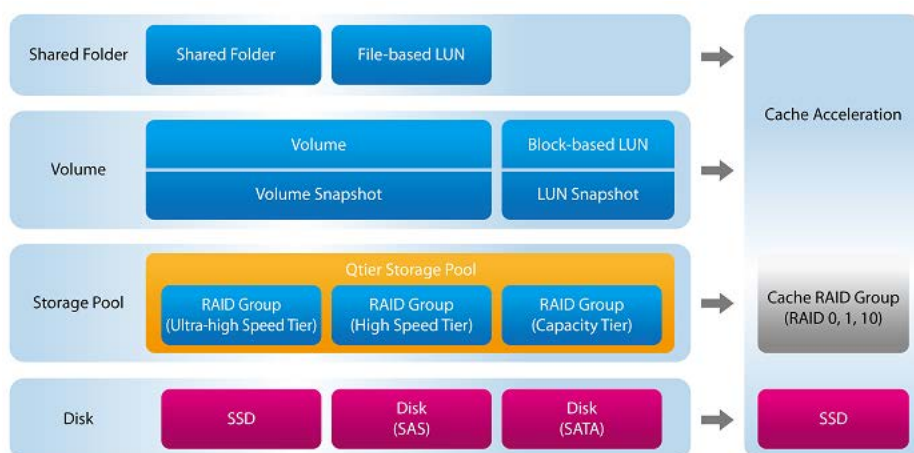 Shared Folder
Shared Folder
File-based LUN
Cache Acceleration
Volume
Volume
Block-based LUN
Volume Snapshot
LUN Snapshot
Storage Pool
Qtier Storage Pool
RAID Group
(Ultra-high Speed Tier)
RAID Group
(High Speed Tier)
RAID Group
(Capacity Tier)
Cache RAID Group
(RAID 0, 1, 10)
Disk
SSD
Disk
(SAS)
Disk
(SATA)
SSD